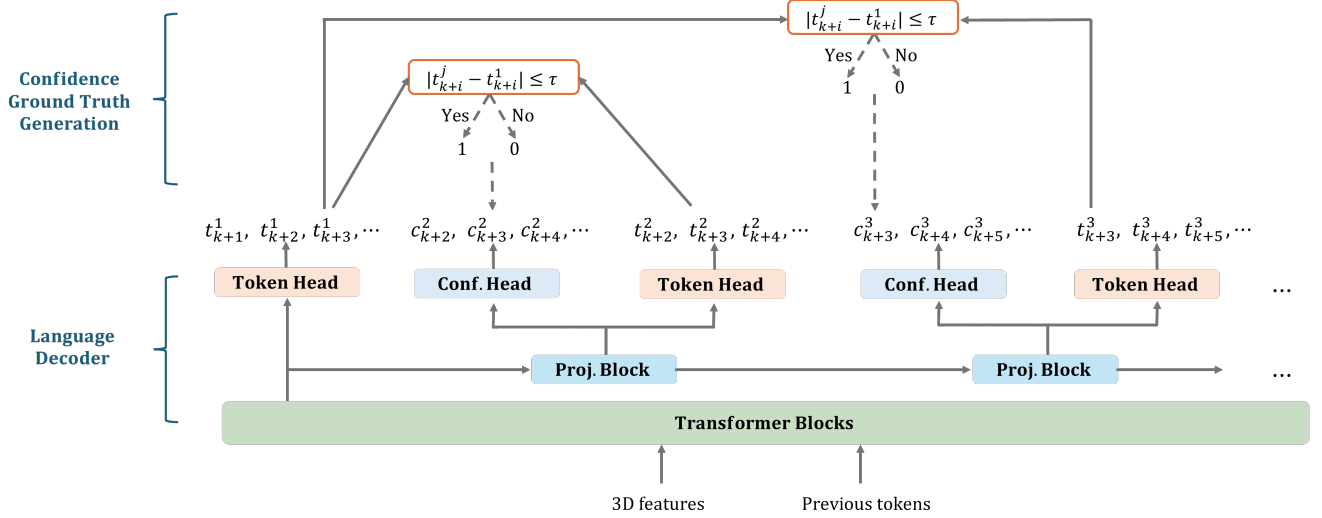 |t^j_{k+i} − t^1_{k+i}| ≤ τ
Yes No
1 0
|t^j_{k+i} − t^1_{k+i}| ≤ τ
Yes No
1 0
Confidence
Ground Truth
Generation
t^1_{k+1}, t^1_{k+2}, t^1_{k+3}, ⋯
c^2_{k+2}, c^2_{k+3}, c^2_{k+4}, ⋯
t^2_{k+2}, t^2_{k+3}, t^2_{k+4}, ⋯
c^3_{k+3}, c^3_{k+4}, c^3_{k+5}, ⋯
t^3_{k+3}, t^3_{k+4}, t^3_{k+5}, ⋯
Token Head
Conf. Head
Token Head
Conf. Head
Token Head
...
Language
Decoder
Proj. Block
Proj. Block
...
Transformer Blocks
3D features
Previous tokens